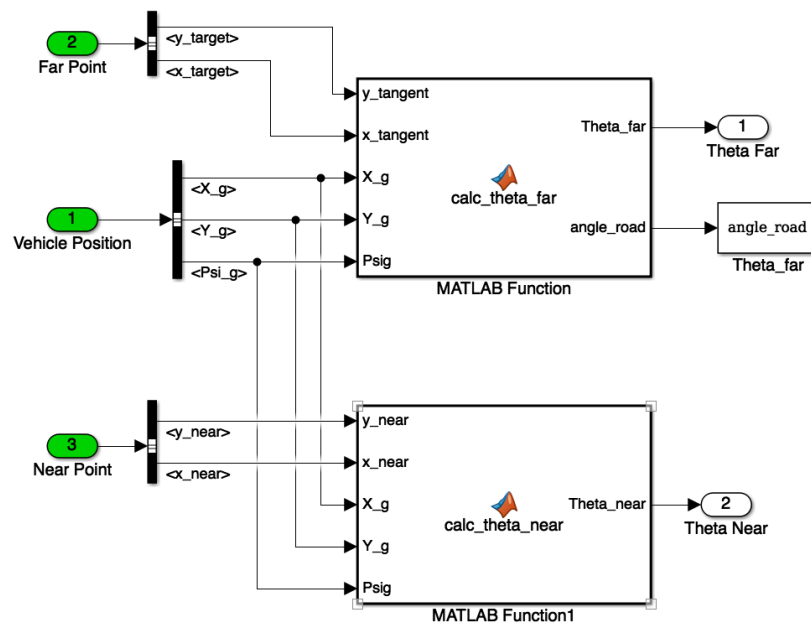 2
Far Point
<y_target>
<x_target>
y_tangent
x_tangent
X_g
Y_g
Psig
calc_theta_far
Theta_far
angle_road
MATLAB Function
1
Theta Far
angle_road
Theta_far
1
Vehicle Position
<X_g>
<Y_g>
<Psi_g>
3
Near Point
<y_near>
<x_near>
y_near
x_near
X_g
Y_g
Psig
calc_theta_near
Theta_near
MATLAB Function1
2
Theta Near